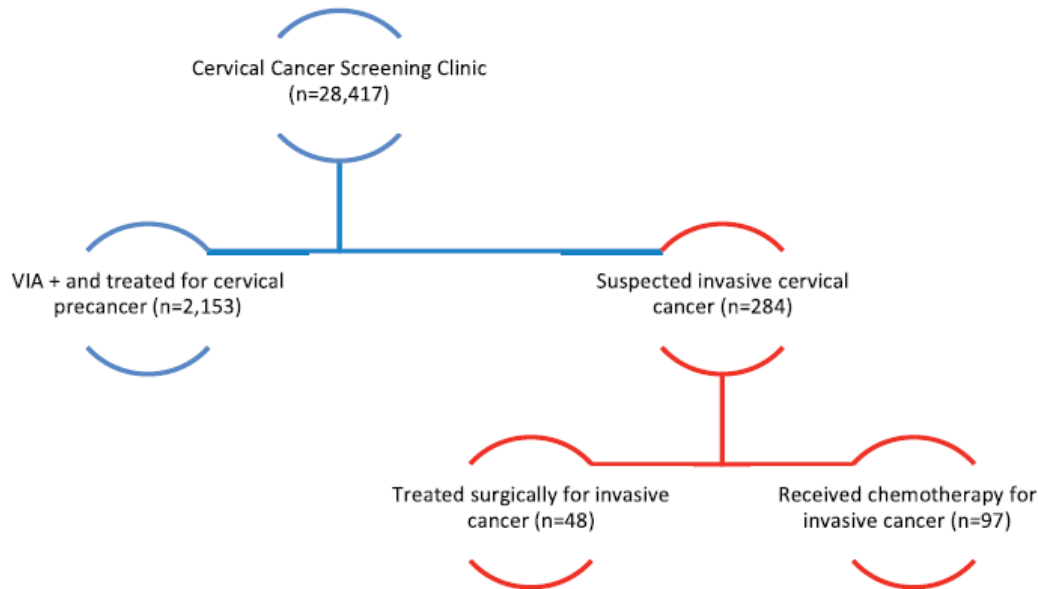 Cervical Cancer Screening Clinic
(n=28,417)
VIA + and treated for cervical
precancer (n=2,153)
Suspected invasive cervical
cancer (n=284)
Treated surgically for invasive
cancer (n=48)
Received chemotherapy for
invasive cancer (n=97)